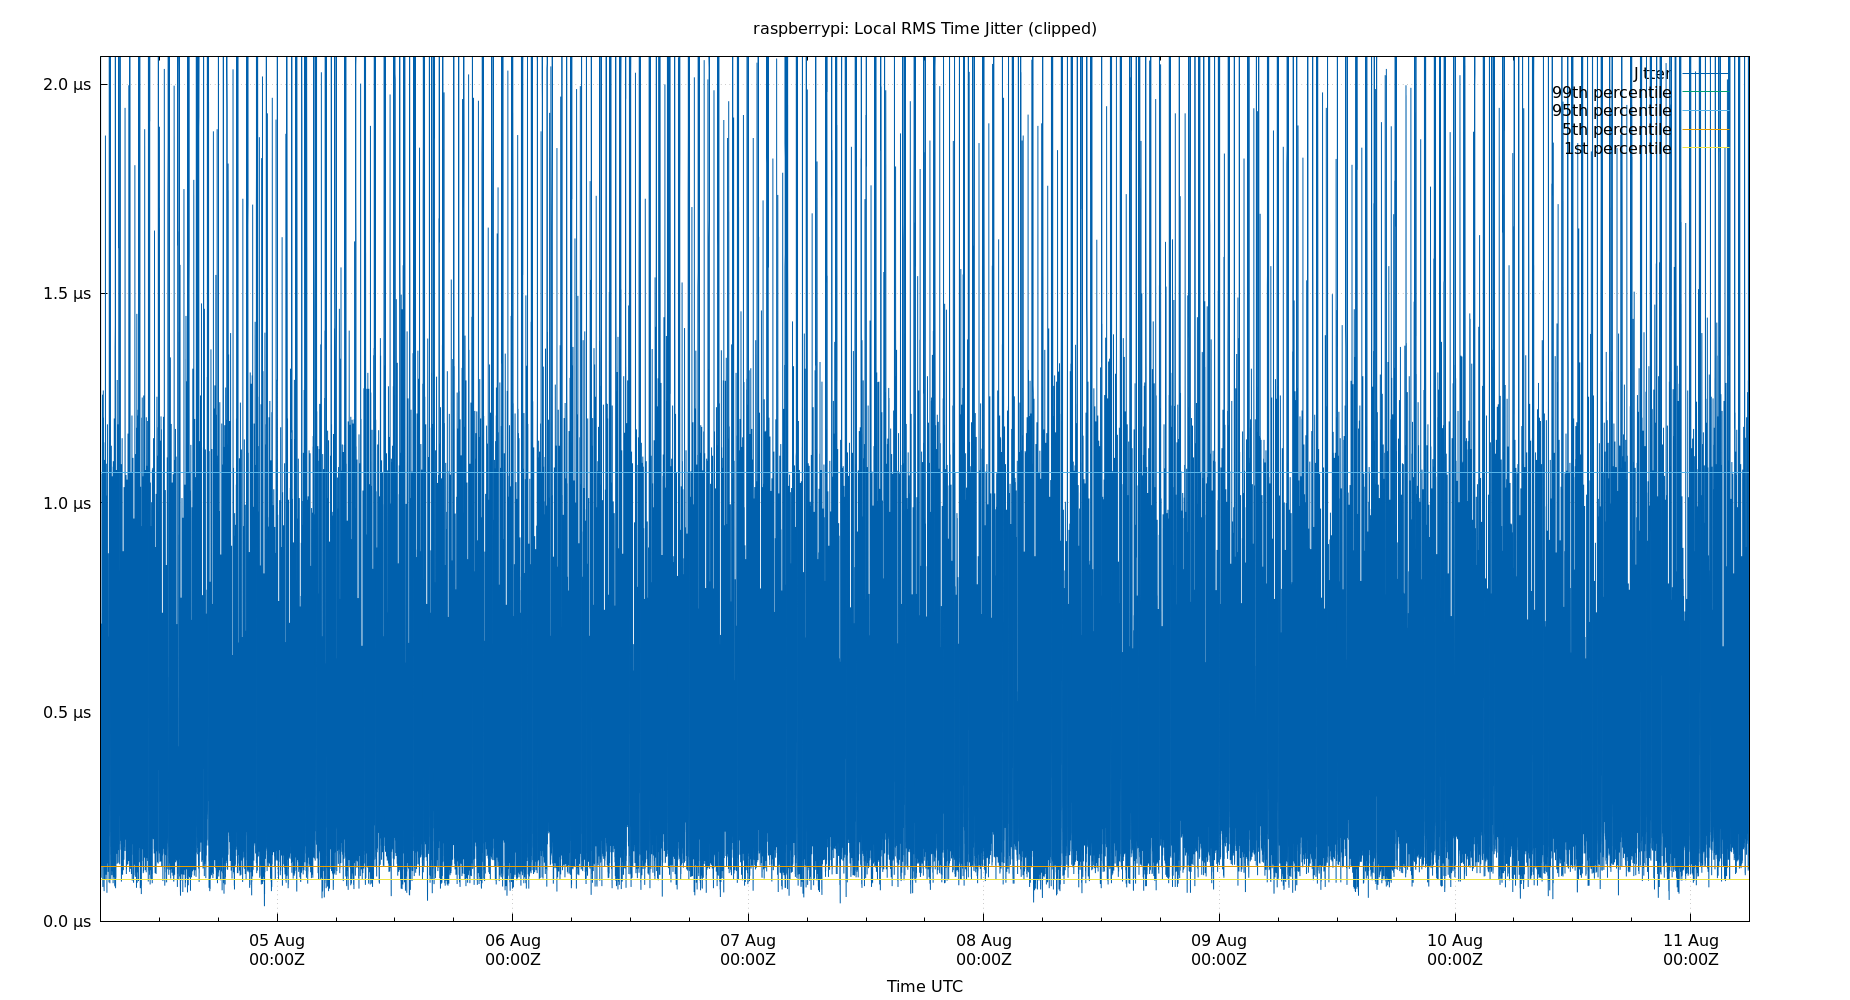 raspberrypi: Local RMS Time Jitter (clipped)
2.0 μs
1.5 μs
1.0 μs
0.5 μs
0.0 μs
Jitter
99th percentile
95th percentile
5th percentile
1st percentile
05 Aug
00:00Z
06 Aug
00:00Z
07 Aug
00:00Z
08 Aug
00:00Z
09 Aug
00:00Z
10 Aug
00:00Z
11 Aug
00:00Z
Time UTC